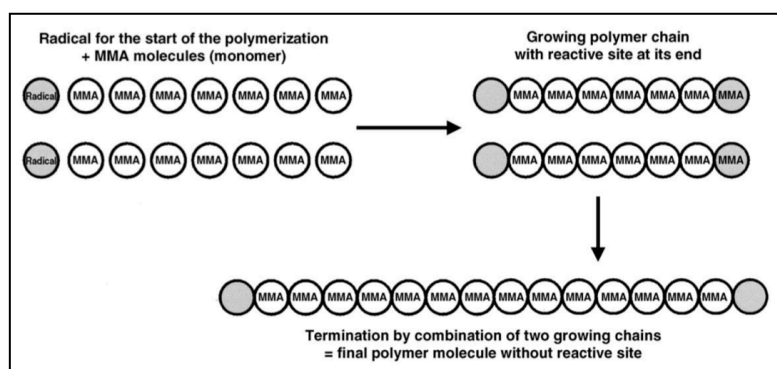 Radical for the start of the polymerization
+ MMA molecules (monomer)
Radical MMA MMA MMA MMA MMA MMA MMA
Radical MMA MMA MMA MMA MMA MMA MMA
Growing polymer chain
with reactive site at its end
MMA MMA MMA MMA MMA MMA MMA
MMA MMA MMA MMA MMA MMA MMA
MMA MMA MMA MMA MMA MMA MMA MMA MMA MMA MMA MMA MMA MMA
Termination by combination of two growing chains
= final polymer molecule without reactive site